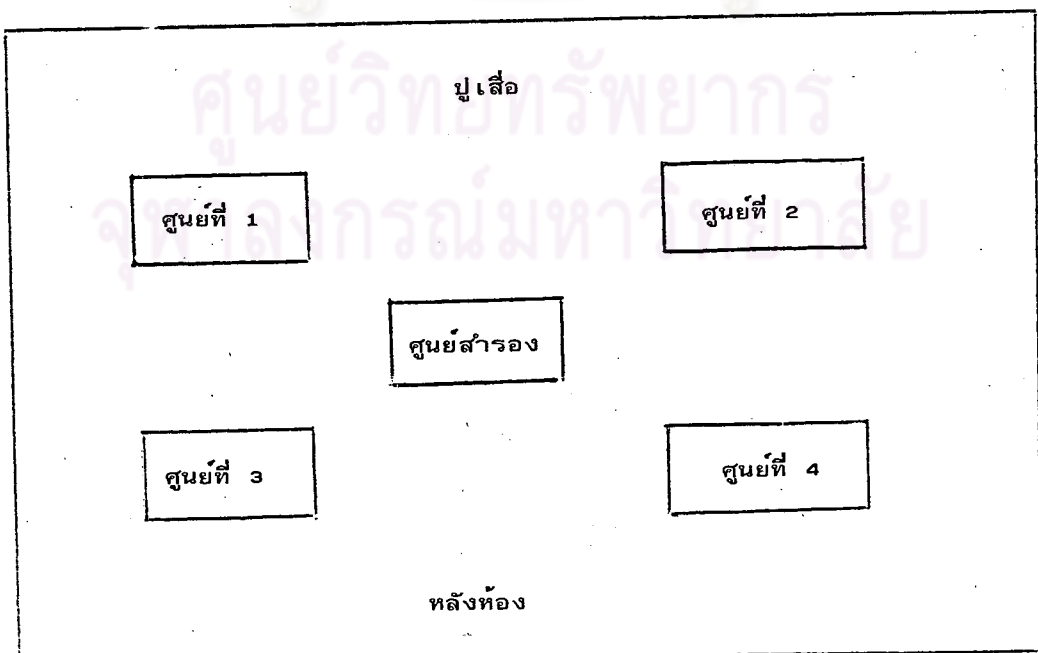 ปูเสื่อ
ศูนย์วิทยทรัพยากร
ศูนย์ที่ 1
ศูนย์ที่ 2
จุฬาลงกรณ์มหาวิทยาลัย
ศูนย์สำรอง
ศูนย์ที่ 3
ศูนย์ที่ 4
หลังห้อง